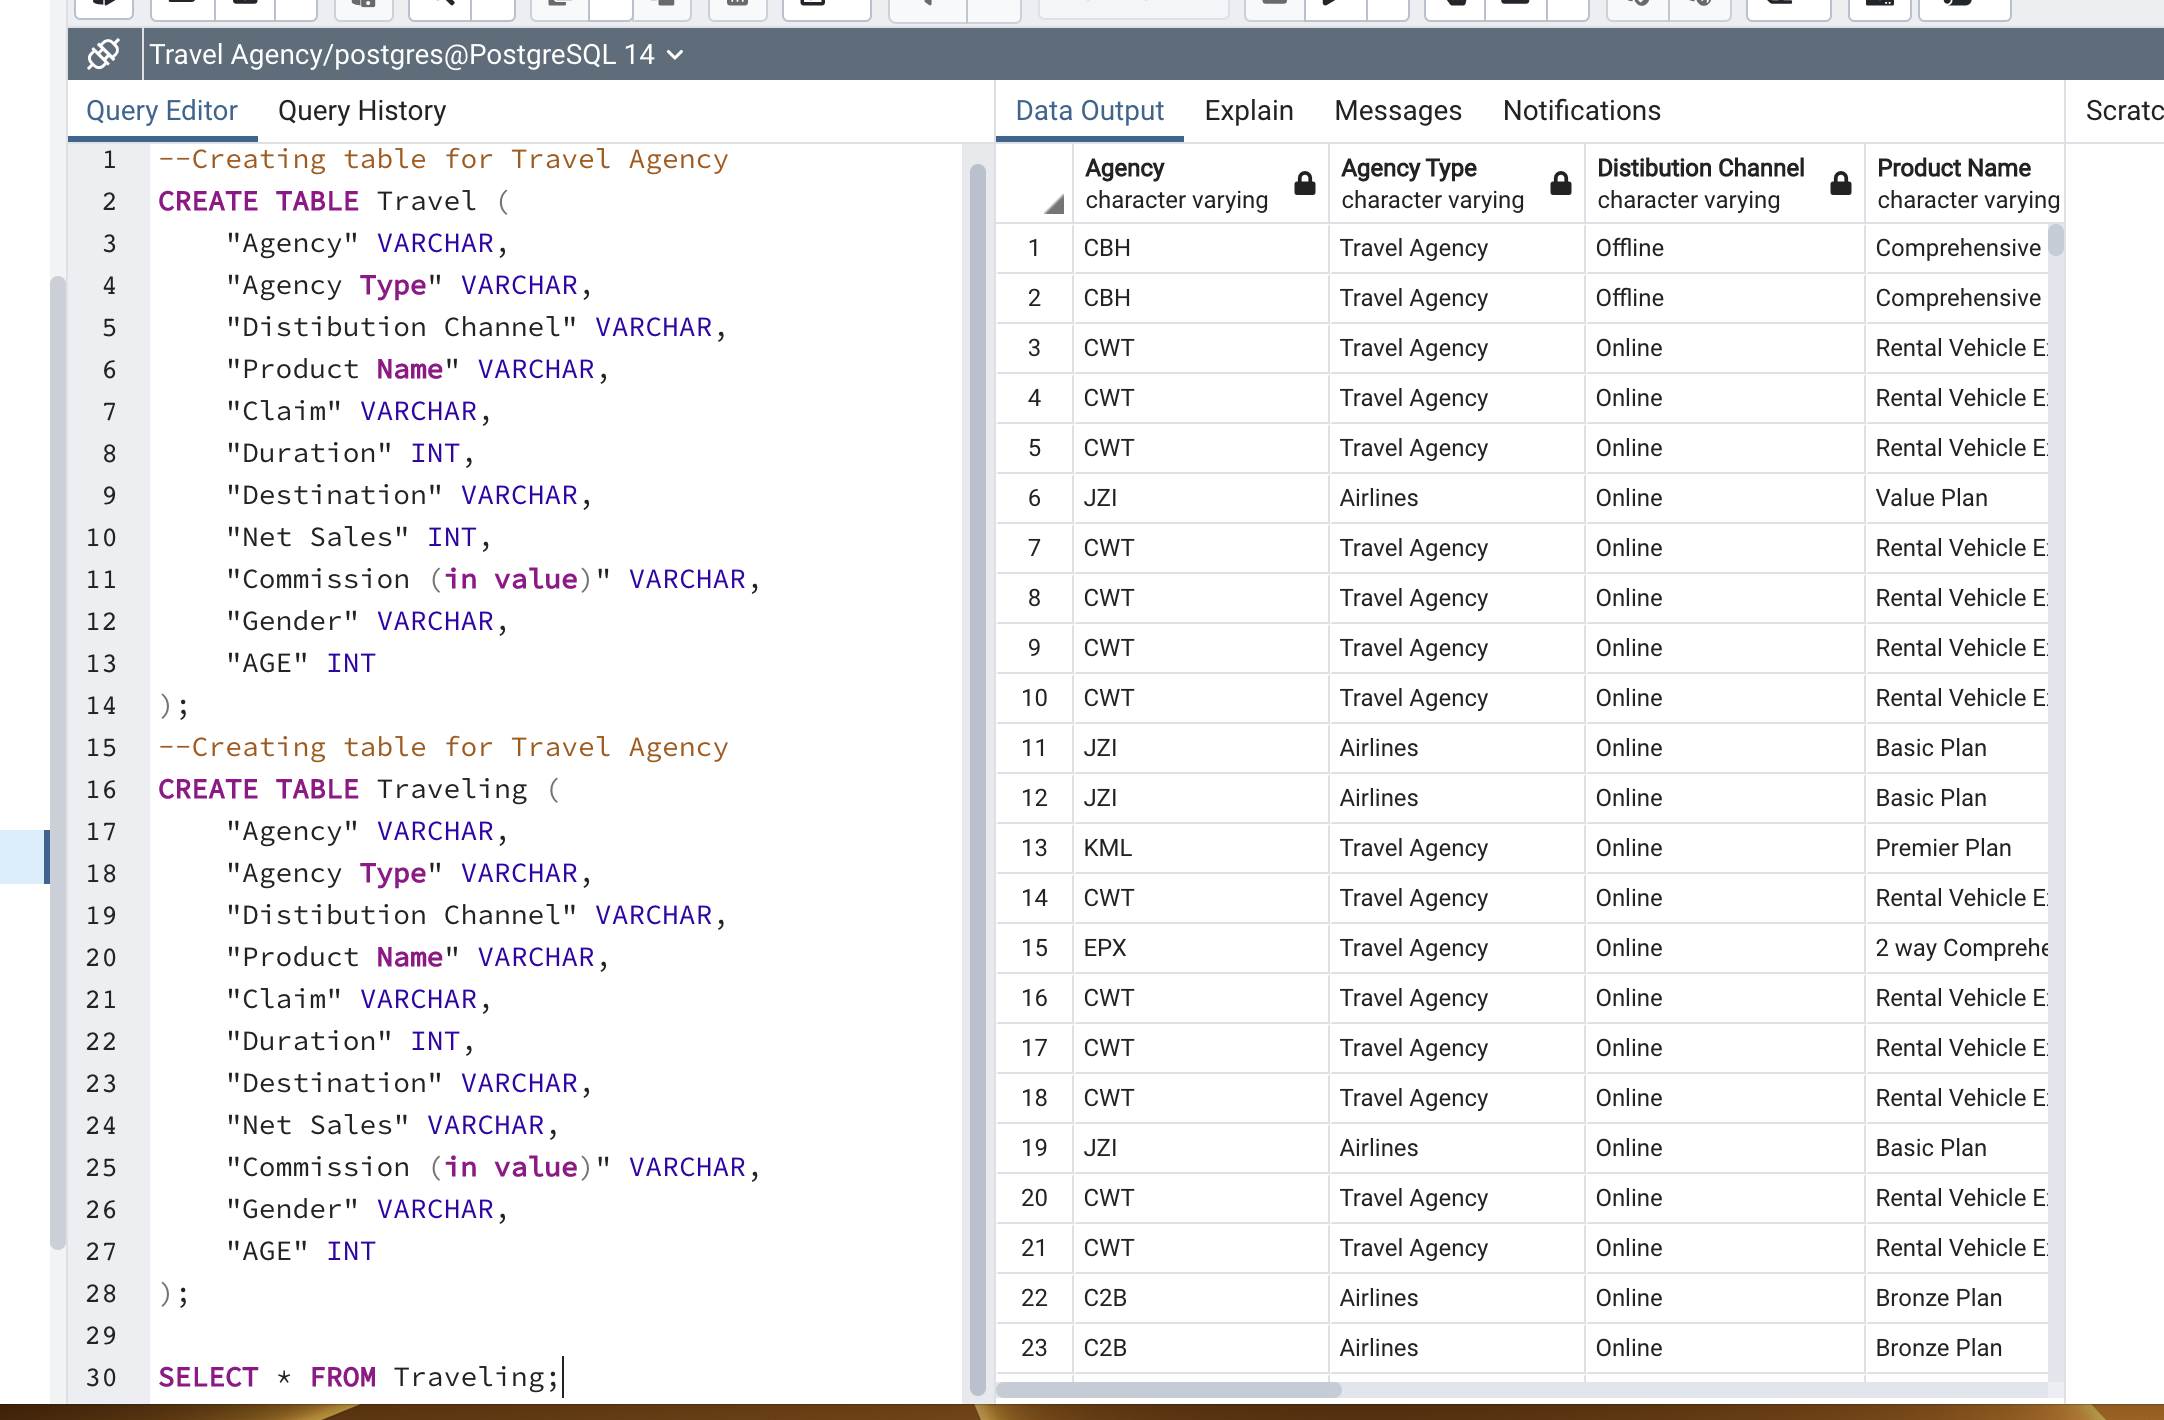 Travel Agency/postgres@PostgreSQL 14
Query Editor Query History
1 --Creating table for Travel Agency
2 CREATE TABLE Travel (
3 "Agency" VARCHAR,
4 "Agency Type" VARCHAR,
5 "Distibution Channel" VARCHAR,
6 "Product Name" VARCHAR,
7 "Claim" VARCHAR,
8 "Duration" INT,
9 "Destination" VARCHAR,
10 "Net Sales" INT,
11 "Commission (in value)" VARCHAR,
12 "Gender" VARCHAR,
13 "AGE" INT
14 );
15 --Creating table for Travel Agency
16 CREATE TABLE Traveling (
17 "Agency" VARCHAR,
18 "Agency Type" VARCHAR,
19 "Distibution Channel" VARCHAR,
20 "Product Name" VARCHAR,
21 "Claim" VARCHAR,
22 "Duration" INT,
23 "Destination" VARCHAR,
24 "Net Sales" VARCHAR,
25 "Commission (in value)" VARCHAR,
26 "Gender" VARCHAR,
27 "AGE" INT
28 );
29
30 SELECT * FROM Traveling;
Data Output Explain Messages Notifications
Scratc
Agency Agency Type Distibution Channel Product Name
character varying character varying character varying character varying
1 CBH Travel Agency Offline Comprehensive
2 CBH Travel Agency Offline Comprehensive
3 CWT Travel Agency Online Rental Vehicle E
4 CWT Travel Agency Online Rental Vehicle E
5 CWT Travel Agency Online Rental Vehicle E
6 JZI Airlines Online Value Plan
7 CWT Travel Agency Online Rental Vehicle E
8 CWT Travel Agency Online Rental Vehicle E
9 CWT Travel Agency Online Rental Vehicle E
10 CWT Travel Agency Online Rental Vehicle E
11 JZI Airlines Online Basic Plan
12 JZI Airlines Online Basic Plan
13 KML Travel Agency Online Premier Plan
14 CWT Travel Agency Online Rental Vehicle E
15 EPX Travel Agency Online 2 way Comprehe
16 CWT Travel Agency Online Rental Vehicle E
17 CWT Travel Agency Online Rental Vehicle E
18 CWT Travel Agency Online Rental Vehicle E
19 JZI Airlines Online Basic Plan
20 CWT Travel Agency Online Rental Vehicle E
21 CWT Travel Agency Online Rental Vehicle E
22 C2B Airlines Online Bronze Plan
23 C2B Airlines Online Bronze Plan